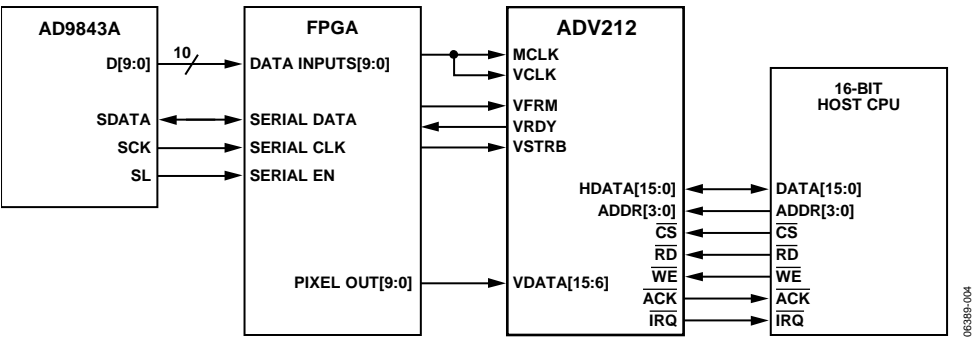 AD9843A
D[9:0]
10
SDATA
SCK
SL
FPGA
DATA INPUTS[9:0]
SERIAL DATA
SERIAL CLK
SERIAL EN
PIXEL OUT[9:0]
ADV212
MCLK
VCLK
VFRM
VRDY
VSTRB
HDATA[15:0]
ADDR[3:0]
CS
RD
WE
ACK
IRQ
VDATA[15:6]
16-BIT
HOST CPU
DATA[15:0]
ADDR[3:0]
CS
RD
WE
ACK
IRQ
06389-004